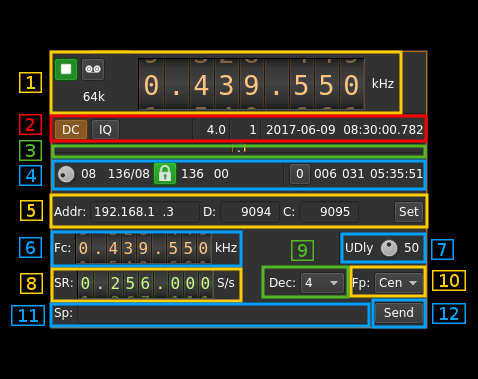 1 0.439.550 kHz
64k
2 DC IQ 4.0 1 2017-06-09 08:30:00.782
3
4 08 136/08 136 00 0 006 031 05:35:51
5 Addr: 192.168.1 .3 D: 9094 C: 9095 Set
6 Fc: 0.439.550 kHz UDly 50 7
9
8 SR: 0.256.000 S/s Dec: 4 Fp: Cen 10
11 Sp: Send 12